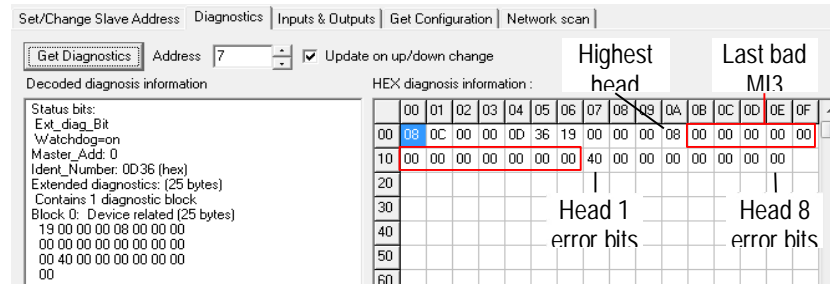 Set/Change Slave Address Diagnostics Inputs & Outputs Get Configuration Network scan
Get Diagnostics Address 7 Update on up/down change
Highest head
Last bad MI3
Decoded diagnosis information
HEX diagnosis information :
Status bits:
Ext_diag_Bit
Watchdog=on
Master_Add: 0
Ident_Number: 0D36 (hex)
Extended diagnostics: (25 bytes)
Contains 1 diagnostic block
Block 0: Device related (25 bytes)
19 00 00 00 08 00 00 00
00 00 00 00 00 00 00 00
00 40 00 00 00 00 00 00
00
00 01 02 03 04 05 06 07 08 09 0A 0B 0C 0D 0E 0F
00 08 0C 00 00 0D 36 19 00 00 00 08 00 00 00 00 00
10 00 00 00 00 00 00 00 40 00 00 00 00 00 00 00
20
30
40
50
60
Head 1 error bits
Head 8 error bits